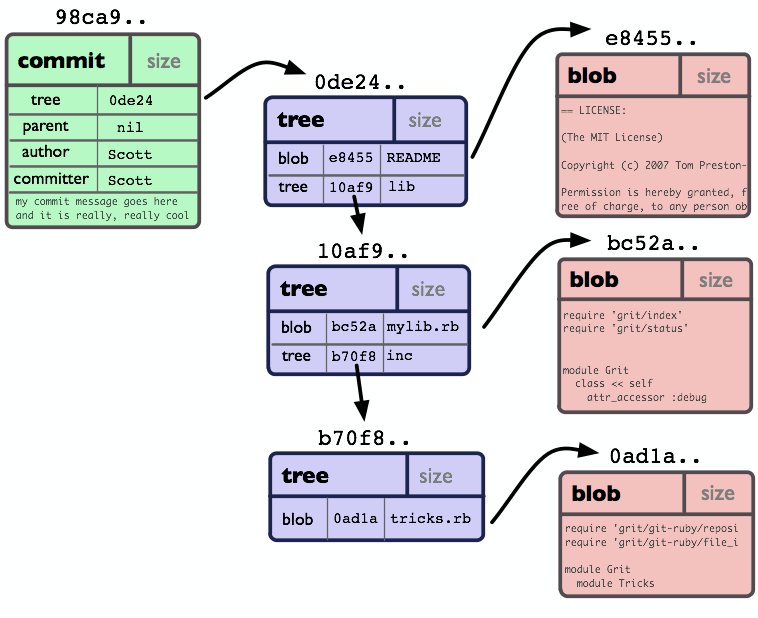 98ca9..
commit size
tree 0de24
parent nil
author Scott
committer Scott
my commit message goes here
and it is really, really cool
0de24..
tree size
blob e8455 README
tree 10af9 lib
10af9..
tree size
blob bc52a mylib.rb
tree b70f8 inc
b70f8..
tree size
blob 0ad1a tricks.rb
e8455..
blob size
== LICENSE:
(The MIT License)
Copyright (c) 2007 Tom Preston-
Permission is hereby granted, f
ree of charge, to any person ob
bc52a..
blob size
require 'grit/index'
require 'grit/status'
module Grit
class << self
attr_accessor :debug
0ad1a..
blob size
require 'grit/git-ruby/reposi
require 'grit/git-ruby/file_i
module Grit
module Tricks